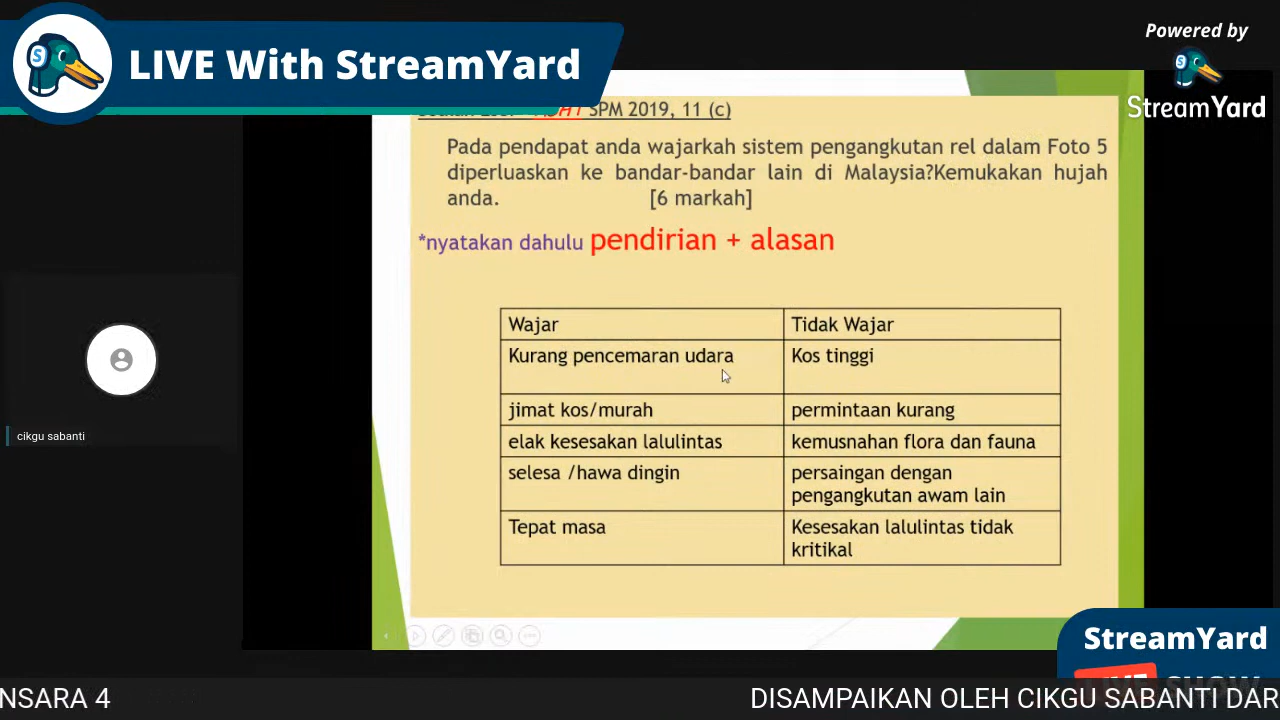 LIVE With StreamYard
Powered by
StreamYard
SPM 2019, 11 (c)
Pada pendapat anda wajarkah sistem pengangkutan rel dalam Foto 5
diperluaskan ke bandar-bandar lain di Malaysia?Kemukakan hujah
anda. [6 markah]
*nyatakan dahulu pendirian + alasan
Wajar Tidak Wajar
Kurang pencemaran udara Kos tinggi
jimat kos/murah permintaan kurang
elak kesesakan lalulintas kemusnahan flora dan fauna
selesa /hawa dingin persaingan dengan
pengangkutan awam lain
Tepat masa Kesesakan lalulintas tidak
kritikal
cikgu sabanti
StreamYard
LIVE SHOW
NSARA 4 DISAMPAIKAN OLEH CIKGU SABANTI DAR